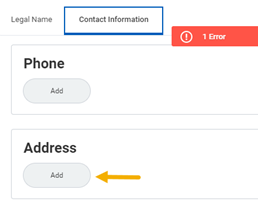 Legal Name Contact Information
1 Error
Phone
Add
Address
Add